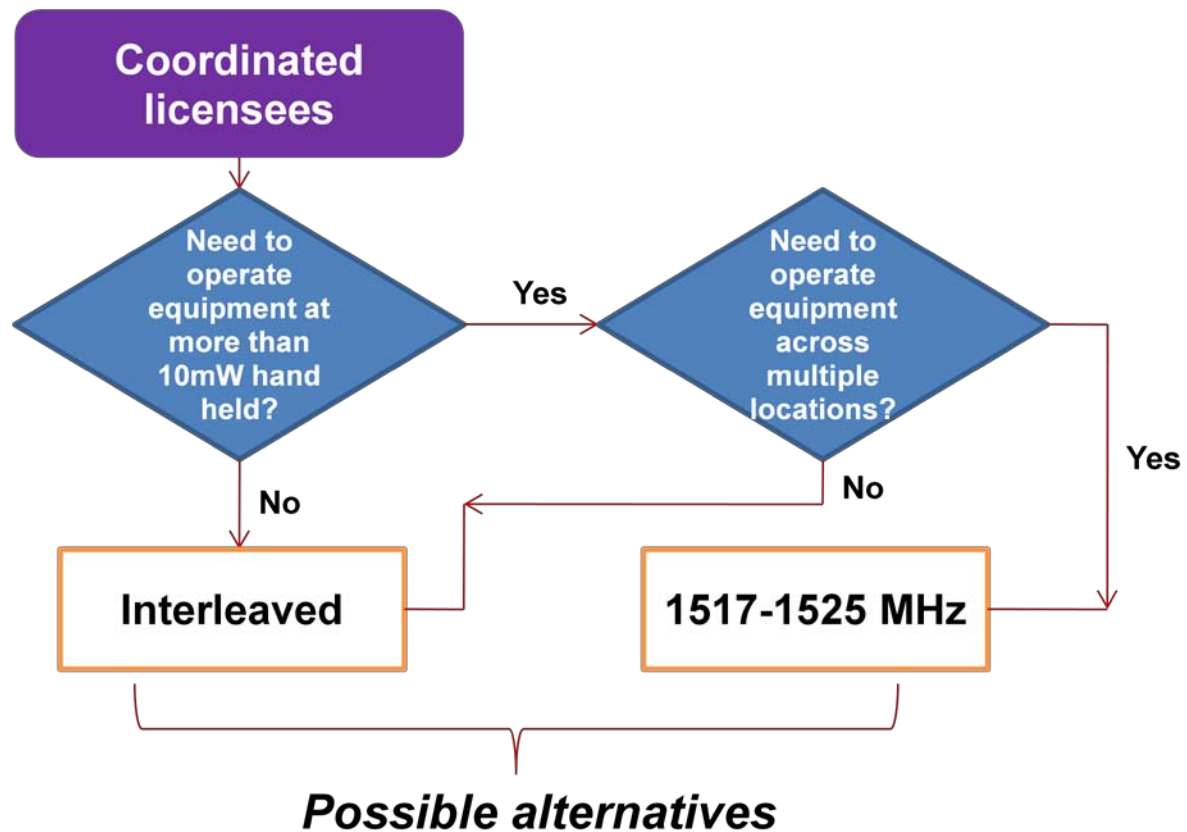 Coordinated
licensees
Need to
operate
equipment at
more than
10mW hand
held?
Yes
Need to
operate
equipment
across
multiple
locations?
Yes
No
No
Interleaved
1517-1525 MHz
Possible alternatives